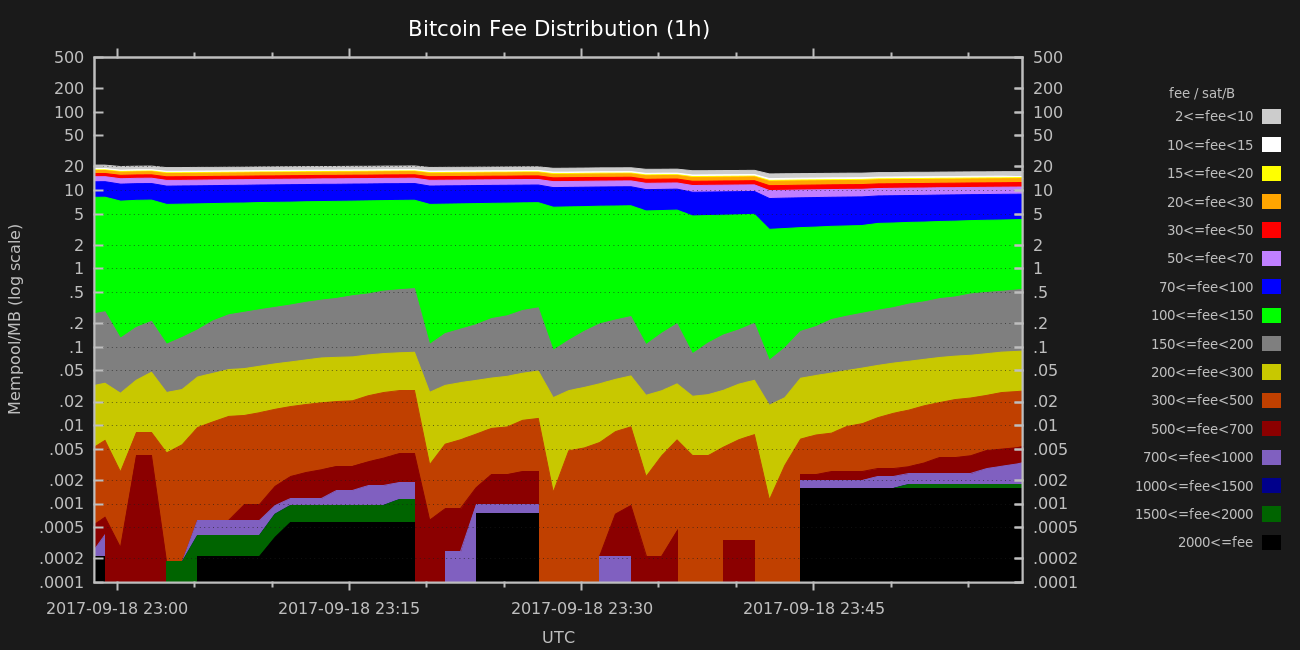 Bitcoin Fee Distribution (1h)
500 500
200 200
100 100
50 50
20 20
10 10
5 5
2 2
1 1
.5 .5
.2 .2
.1 .1
.05 .05
.02 .02
.01 .01
.005 .005
.002 .002
.001 .001
.0005 .0005
.0002 .0002
.0001 .0001
Mempool/MB (log scale)
2017-09-18 23:00 2017-09-18 23:15 2017-09-18 23:30 2017-09-18 23:45
UTC
fee / sat/B
2<=fee<10
10<=fee<15
15<=fee<20
20<=fee<30
30<=fee<50
50<=fee<70
70<=fee<100
100<=fee<150
150<=fee<200
200<=fee<300
300<=fee<500
500<=fee<700
700<=fee<1000
1000<=fee<1500
1500<=fee<2000
2000<=fee